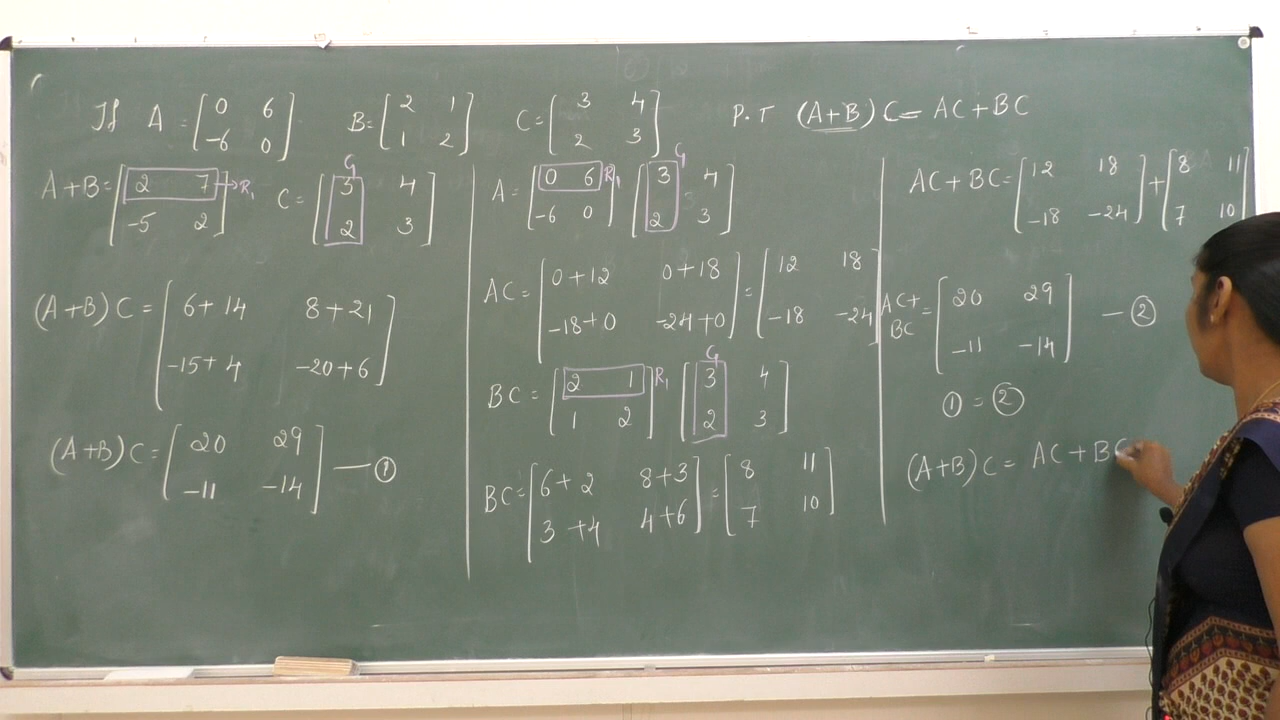 If A = [0 6 -6 0] B = [2 1 1 2] C = [3 4 2 3] P.T (A+B) C = AC + BC
A+B = [2 7 -5 2] → R₁ C = [3 4 2 3] C₁
(A+B) C = [6+14 8+21 -15+4 -20+6]
(A+B) C = [20 29 -11 -14] — ①
A = [0 6 -6 0] R₁ [3 4 2 3] C₁
AC = [0+12 0+18 -18+0 -24+0] = [12 18 -18 -24]
BC = [2 1 1 2] R₁ [3 4 2 3] C₁
BC = [6+2 8+3 3+4 4+6] = [8 11 7 10]
AC + BC = [12 18 -18 -24] + [8 11 7 10]
AC+ BC = [20 29 -11 -14] — ②
① = ②
(A+B) C = AC + BC